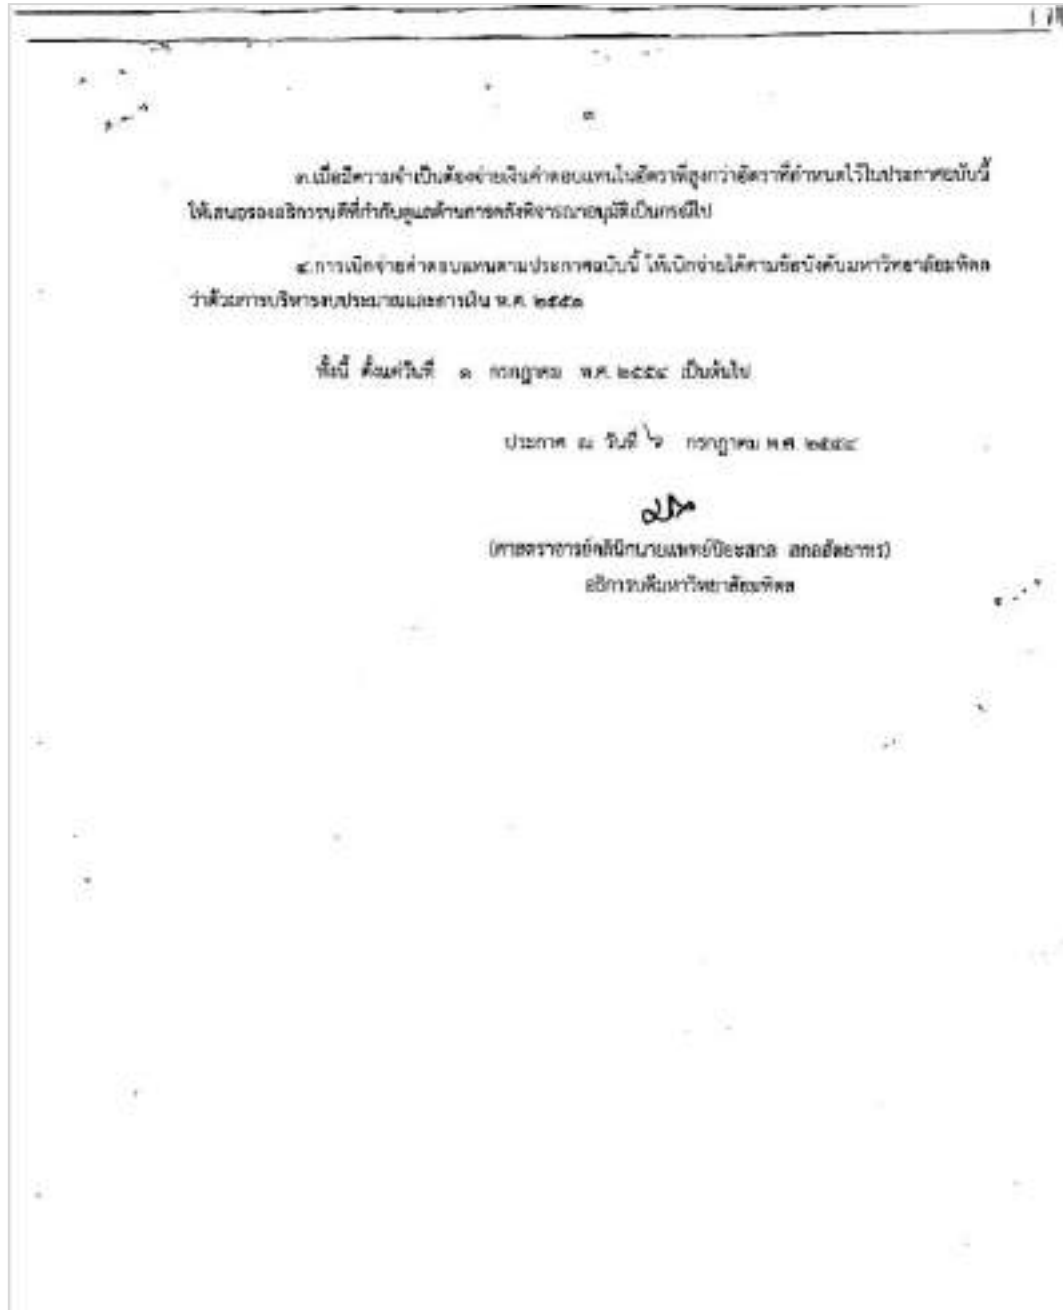 ๓
๓.เมื่อมีความจำเป็นต้องจ่ายเงินค่าตอบแทนในอัตราที่สูงกว่าอัตราที่กำหนดไว้ในประกาศฉบับนี้
ให้เสนอรองอธิการบดีที่กำกับดูแลด้านการคลังพิจารณาอนุมัติเป็นกรณีไป
๔.การเบิกจ่ายค่าตอบแทนตามประกาศฉบับนี้ ให้เบิกจ่ายได้ตามข้อบังคับมหาวิทยาลัยมหิดล
ว่าด้วยการบริหารงบประมาณและการเงิน พ.ศ. ๒๕๕๑
ทั้งนี้ ตั้งแต่วันที่ ๑ กรกฎาคม พ.ศ. ๒๕๕๔ เป็นต้นไป
ประกาศ ณ วันที่ ๖ กรกฎาคม พ.ศ. ๒๕๕๔
(ศาสตราจารย์คลินิกนายแพทย์ปิยะสกล สกลสัตยาทร)
อธิการบดีมหาวิทยาลัยมหิดล